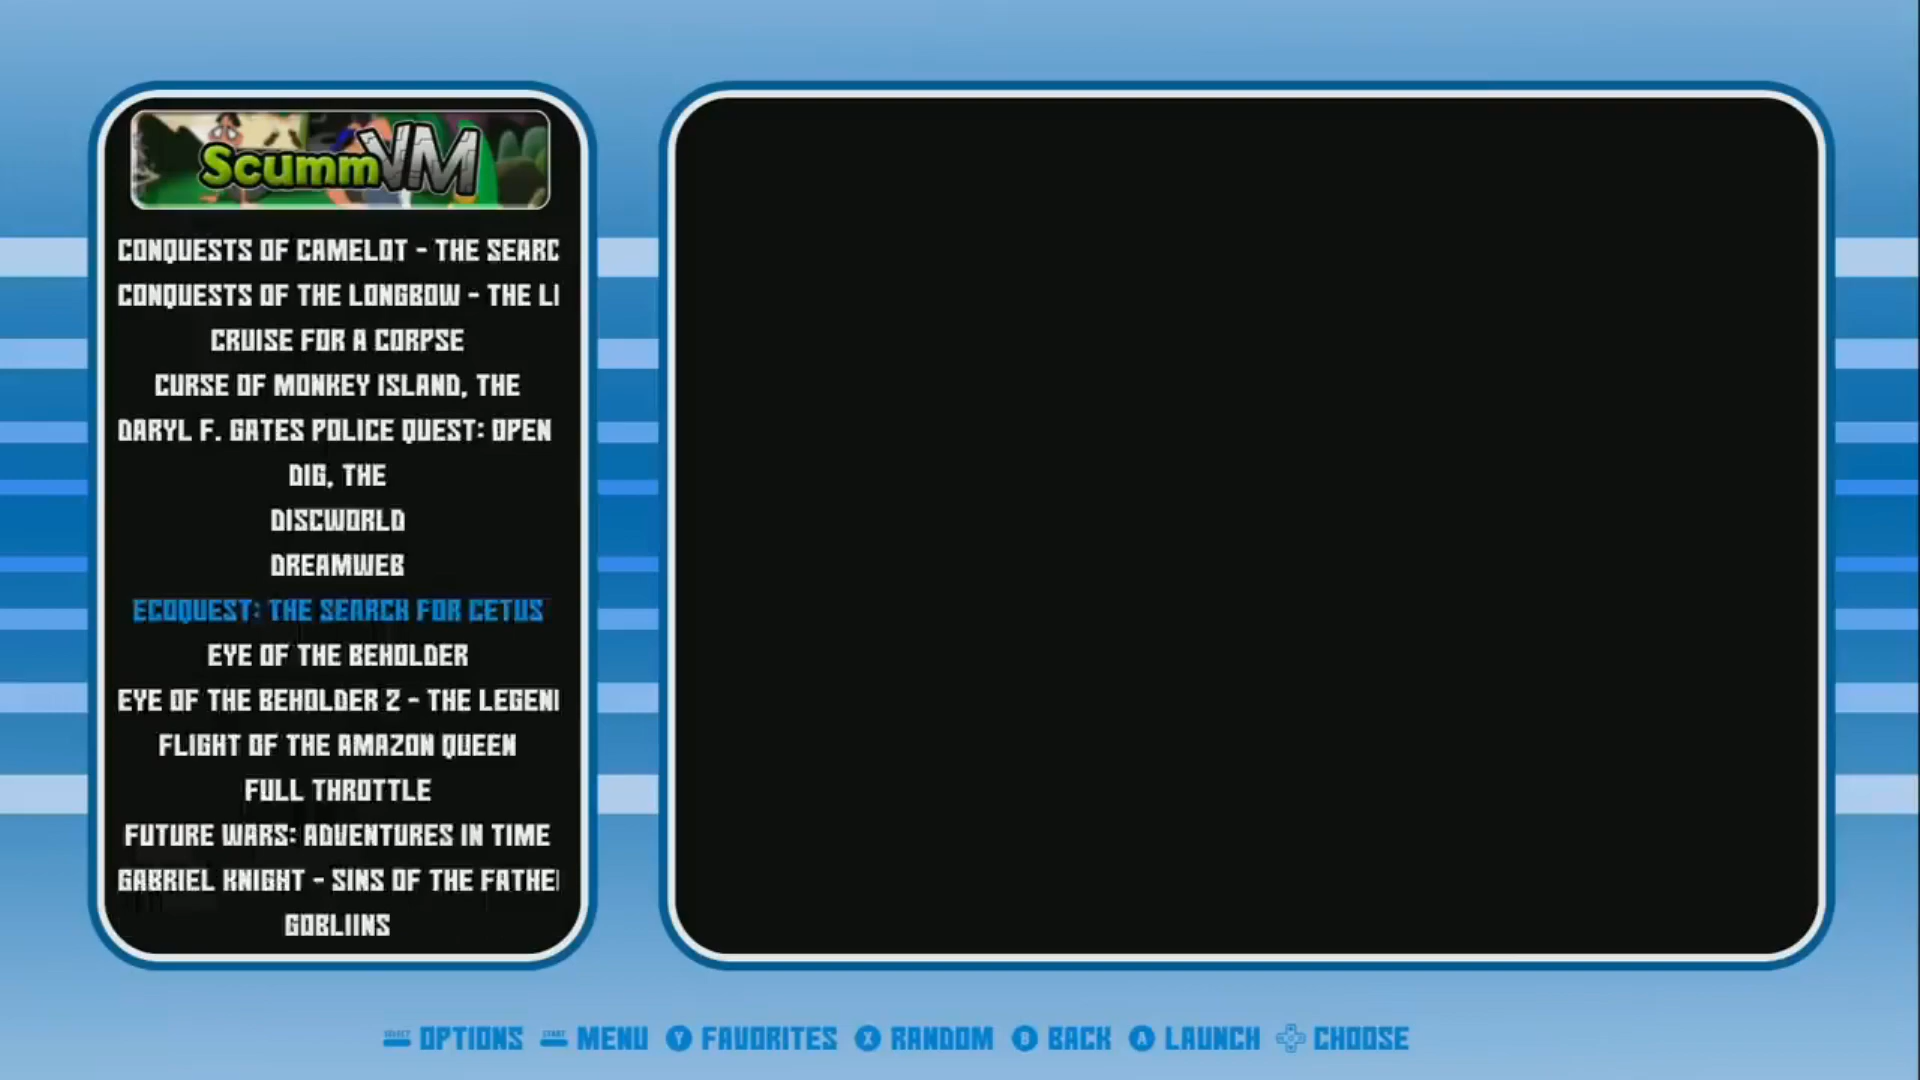 ScummVM
CONQUESTS OF CAMELOT - THE SEARC
CONQUESTS OF THE LONGBOW - THE LI
CRUISE FOR A CORPSE
CURSE OF MONKEY ISLAND, THE
DARYL F. GATES POLICE QUEST: OPEN
DIG, THE
DISCWORLD
DREAMWEB
ECOQUEST: THE SEARCH FOR CETUS
EYE OF THE BEHOLDER
EYE OF THE BEHOLDER 2 - THE LEGEN
FLIGHT OF THE AMAZON QUEEN
FULL THROTTLE
FUTURE WARS: ADVENTURES IN TIME
GABRIEL KNIGHT - SINS OF THE FATHE
GOBLIINS
SELECT OPTIONS START MENU Y FAVORITES X RANDOM B BACK A LAUNCH CHOOSE